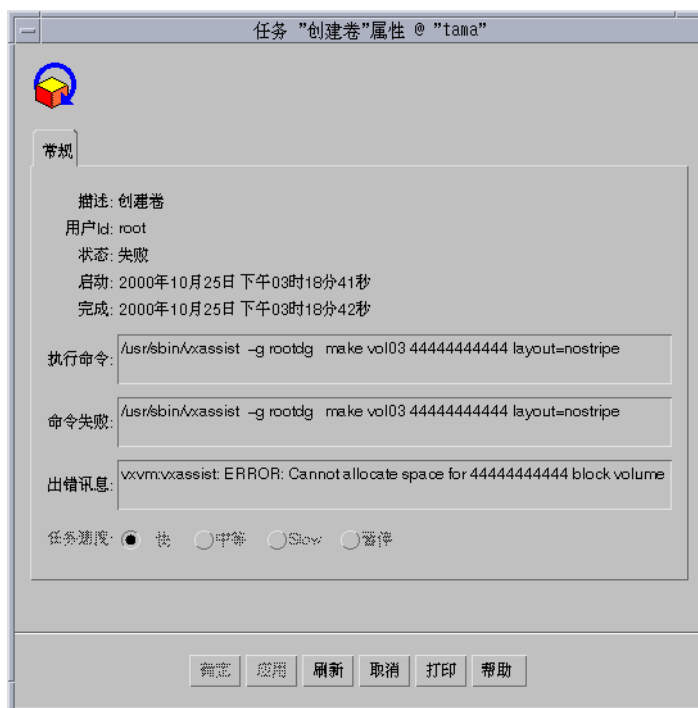 任务 "创建卷"属性 @ "tama"
常规
描述: 创建卷
用户Id: root
状态: 失败
启动: 2000年10月25日 下午03时18分41秒
完成: 2000年10月25日 下午03时18分42秒
执行命令: /usr/sbin/vxassist -g rootdg make vol03 44444444444 layout=nostripe
命令失败: /usr/sbin/vxassist -g rootdg make vol03 44444444444 layout=nostripe
出错讯息: vxvm:vxassist: ERROR: Cannot allocate space for 44444444444 block volume
任务速度: 快 中等 Slow 暂停
确定 应用 刷新 取消 打印 帮助